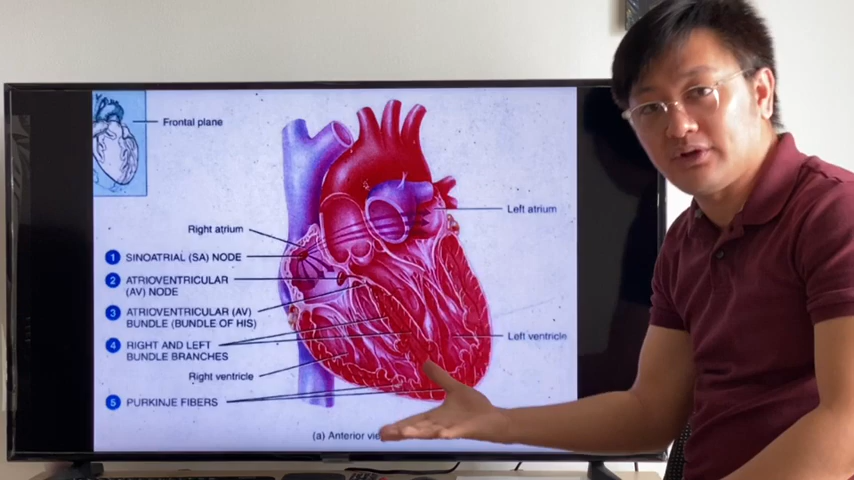 Frontal plane
Left atrium
Right atrium
1 SINOATRIAL (SA) NODE
2 ATRIOVENTRICULAR
(AV) NODE
3 ATRIOVENTRICULAR (AV)
BUNDLE (BUNDLE OF HIS)
4 RIGHT AND LEFT
BUNDLE BRANCHES
Left ventricle
Right ventricle
5 PURKINJE FIBERS
(a) Anterior